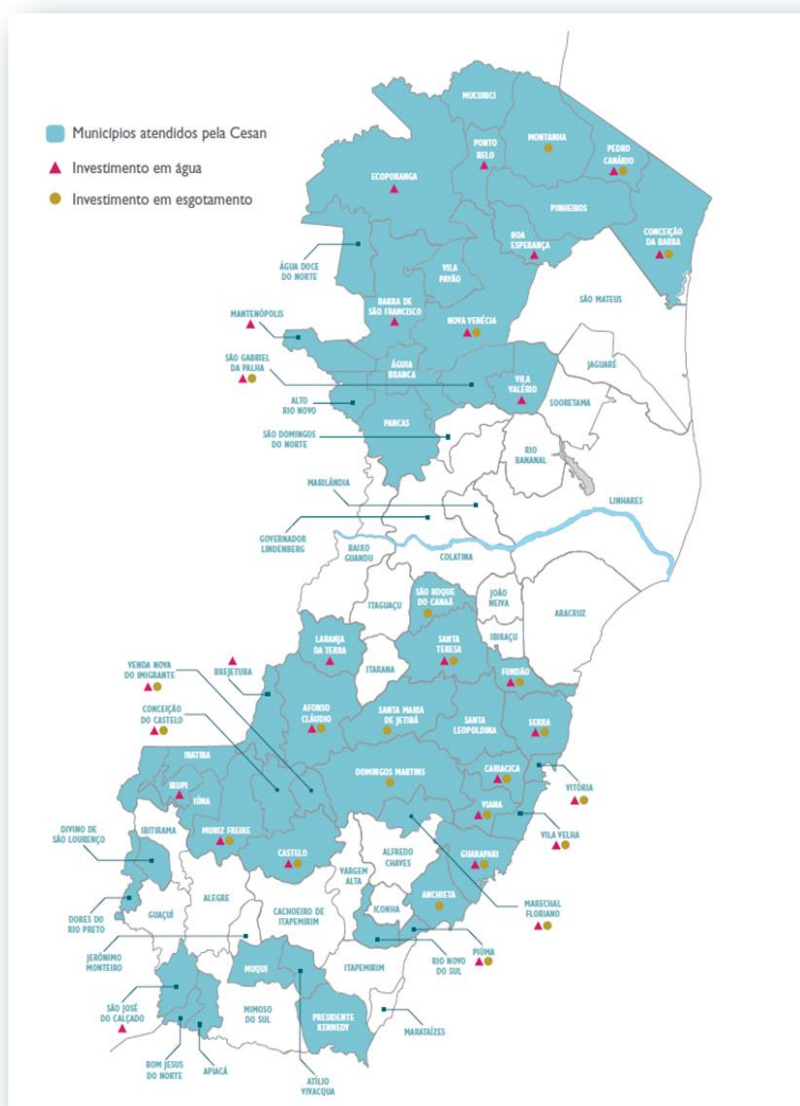 MUCURICI
Municípios atendidos pela Cesan
MONTANHA
Investimento em água
PONTO
BELO
PEDRO
CANÁRIO
ECOPORANGA
Investimento em esgotamento
PINHEIROS
BOA
ESPERANÇA
CONCEIÇÃO
DA BARRA
ÁGUA DOCE
DO NORTE
VILA
PAVÃO
SÃO MATEUS
BARRA DE
SÃO FRANCISCO
MANTENÓPOLIS
NOVA VENÉCIA
SÃO GABRIEL
DA PALHA
ÁGUIA
BRANCA
JAGUARÉ
VILA
VALÉRIO
ALTO
RIO NOVO
SOORETAMA
PANCAS
SÃO DOMINGOS
DO NORTE
RIO
BANANAL
MARILÂNDIA
LINHARES
GOVERNADOR
LINDENBERG
BAIXO
GUANDU
COLATINA
ITAGUAÇU
SÃO ROQUE
DO CANAÃ
JOÃO
NEIVA
ARACRUZ
LARANJA
DA TERRA
SANTA
TERESA
IBIRAÇU
ITARANA
VENDA NOVA
DO IMIGRANTE
BREJETUBA
FUNDÃO
CONCEIÇÃO
DO CASTELO
AFONSO
CLÁUDIO
SANTA MARIA
DE JETIBÁ
SANTA
LEOPOLDINA
SERRA
IBATIBA
DOMINGOS MARTINS
CARIACICA
IRUPI
IÚNA
VITÓRIA
VIANA
DIVINO DE
SÃO LOURENÇO
IBITIRAMA
MUNIZ FREIRE
VILA VELHA
CASTELO
ALFREDO
CHAVES
GUARAPARI
VARGEM
ALTA
DORES DO
RIO PRETO
GUAÇUÍ
ALEGRE
CACHOEIRO DE
ITAPEMIRIM
ICONHA
ANCHIETA
MARECHAL
FLORIANO
JERÔNIMO
MONTEIRO
MUQUI
ITAPEMIRIM
RIO NOVO
DO SUL
PIÚMA
SÃO JOSÉ
DO CALÇADO
MIMOSO
DO SUL
PRESIDENTE
KENNEDY
MARATAÍZES
BOM JESUS
DO NORTE
APIACÁ
ATÍLIO
VIVACQUA